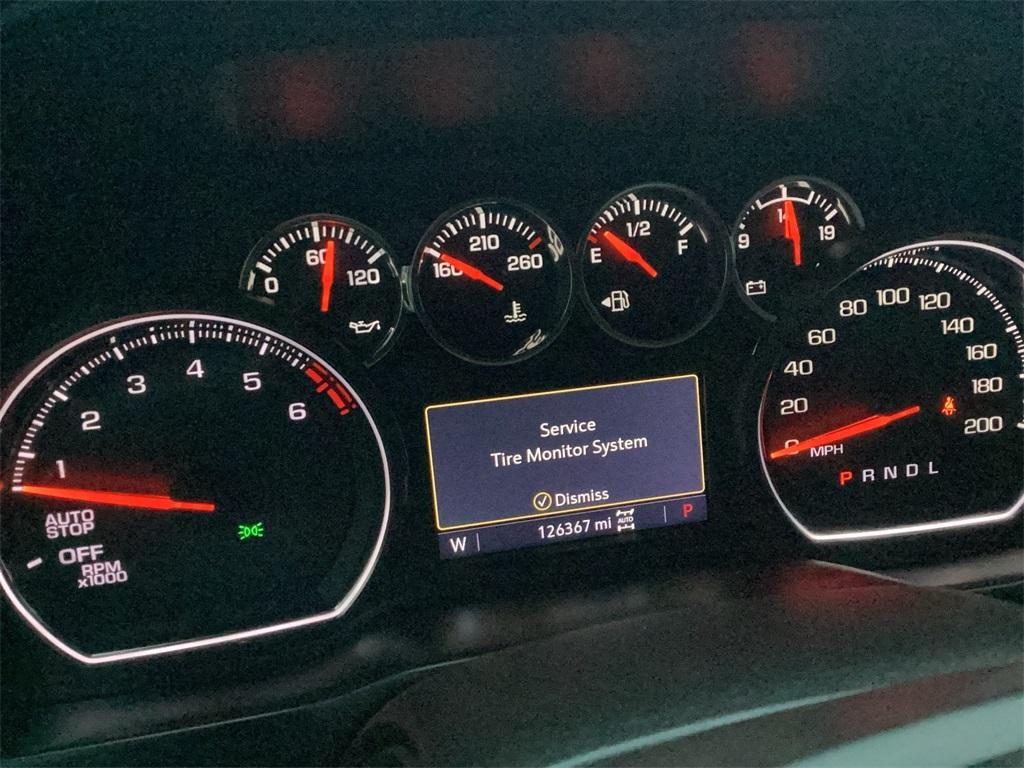 0 60 120
160 210 260
E 1/2 F
9 14 19
1 2 3 4 5 6
AUTO
STOP
OFF
RPM
x1000
Service
Tire Monitor System
Dismiss
W 126367 mi AUTO P
0 20 40 60 80 100 120 140 160 180 200
MPH
P R N D L